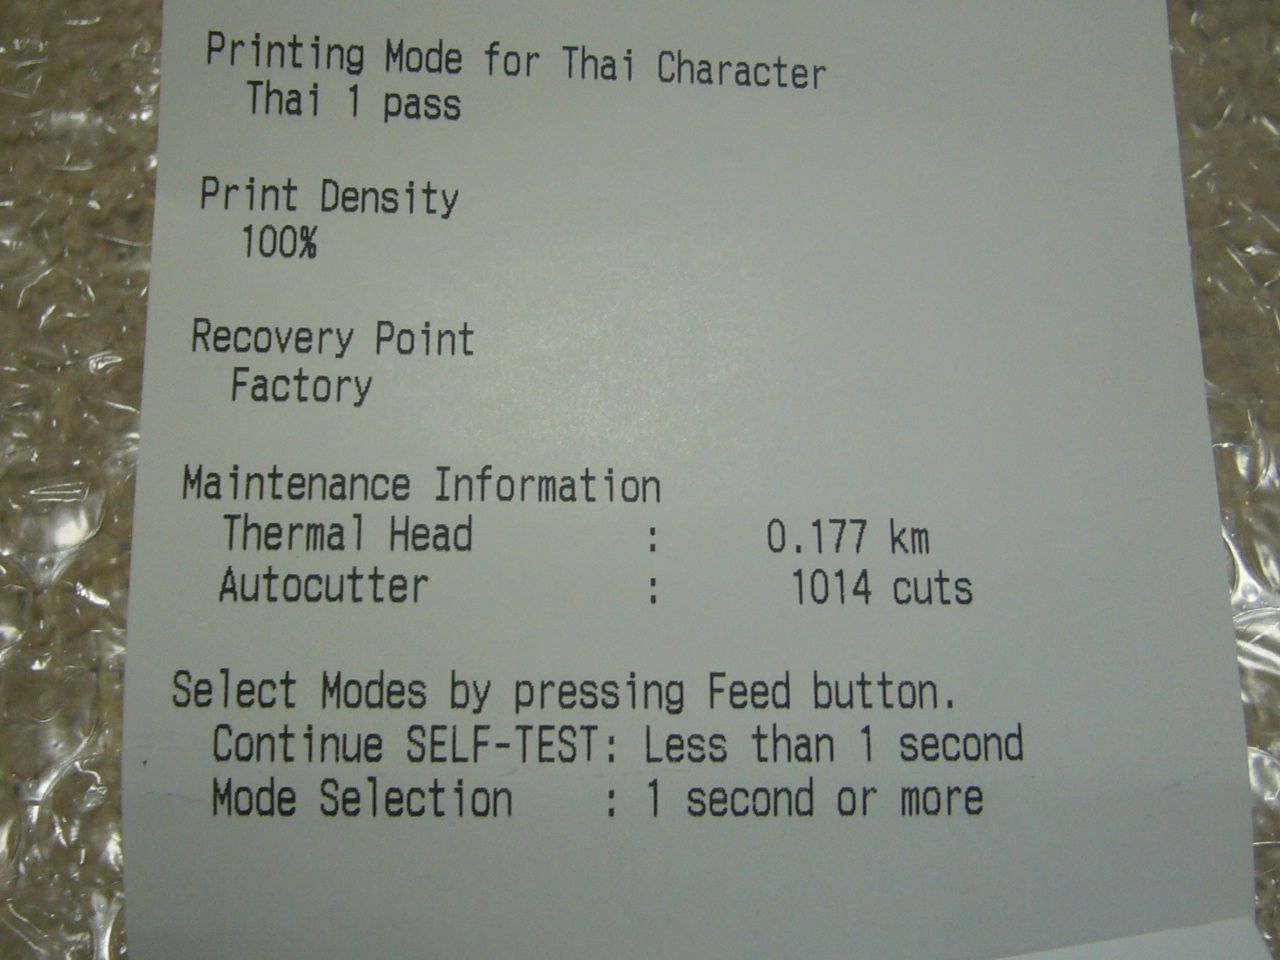 Printing Mode for Thai Character
Thai 1 pass
Print Density
100%
Recovery Point
Factory
Maintenance Information
Thermal Head : 0.177 km
Autocutter : 1014 cuts
Select Modes by pressing Feed button.
Continue SELF-TEST: Less than 1 second
Mode Selection : 1 second or more